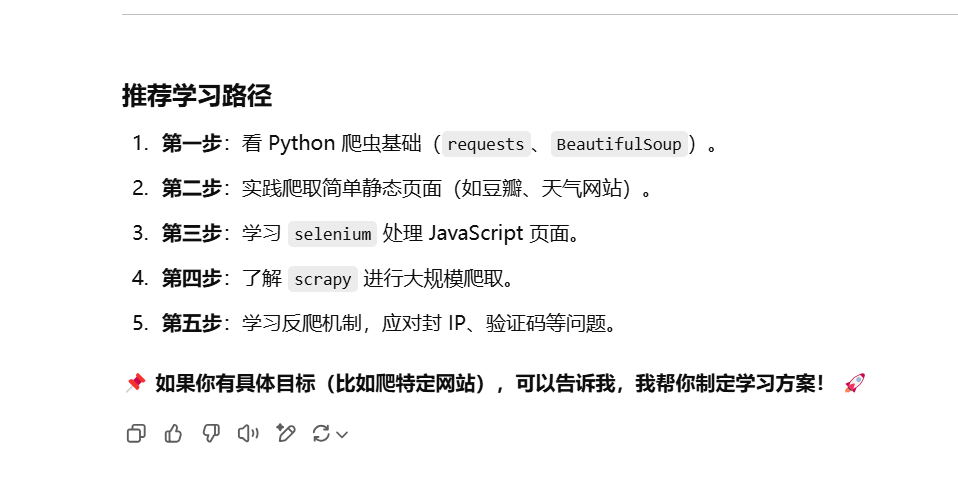 推荐学习路径
1. 第一步：看 Python 爬虫基础（requests、BeautifulSoup）。
2. 第二步：实践爬取简单静态页面（如豆瓣、天气网站）。
3. 第三步：学习 selenium 处理 JavaScript 页面。
4. 第四步：了解 scrapy 进行大规模爬取。
5. 第五步：学习反爬机制，应对封 IP、验证码等问题。
📌 如果你有具体目标（比如爬特定网站），可以告诉我，我帮你制定学习方案！ 🚀